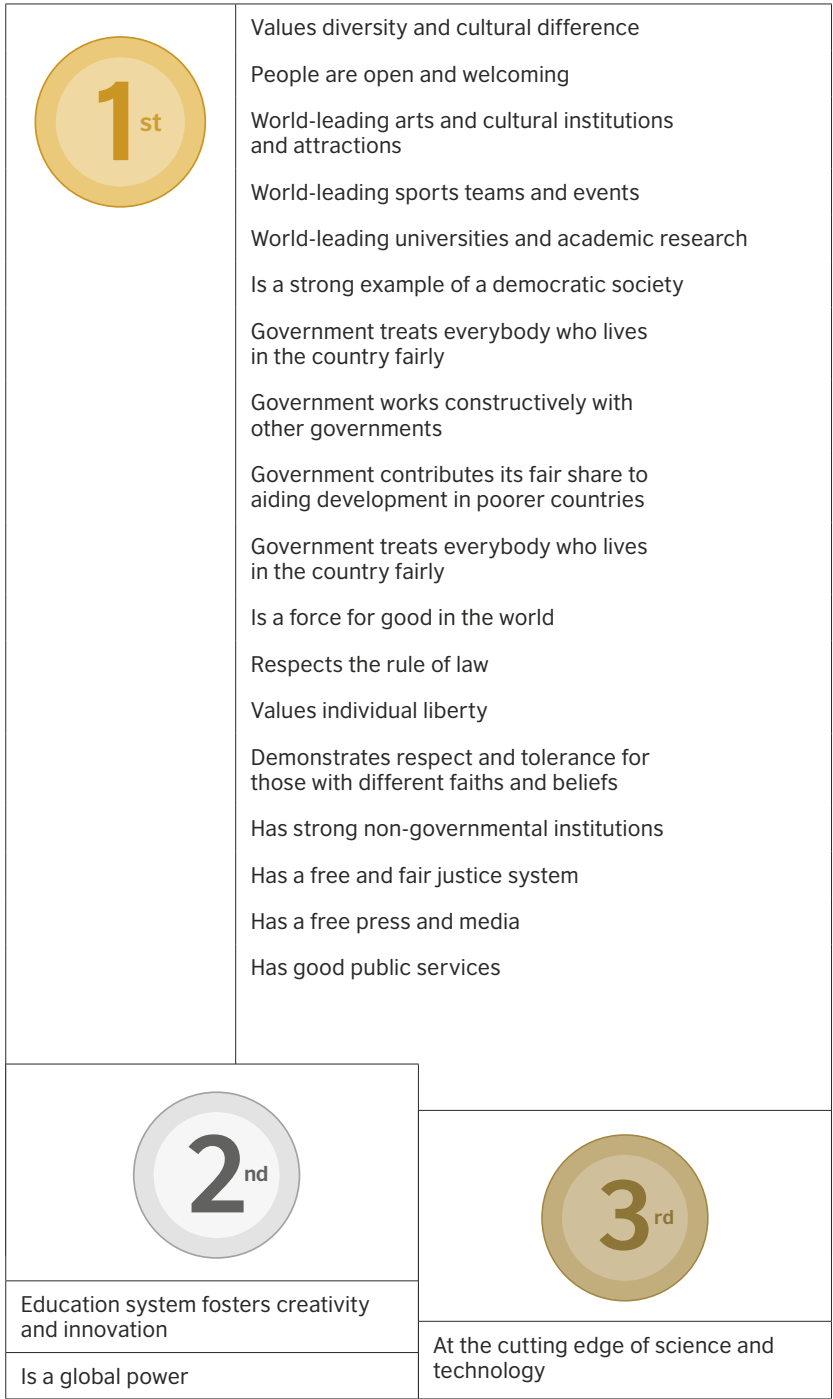 1st
Values diversity and cultural difference
People are open and welcoming
World-leading arts and cultural institutions
and attractions
World-leading sports teams and events
World-leading universities and academic research
Is a strong example of a democratic society
Government treats everybody who lives
in the country fairly
Government works constructively with
other governments
Government contributes its fair share to
aiding development in poorer countries
Government treats everybody who lives
in the country fairly
Is a force for good in the world
Respects the rule of law
Values individual liberty
Demonstrates respect and tolerance for
those with different faiths and beliefs
Has strong non-governmental institutions
Has a free and fair justice system
Has a free press and media
Has good public services
2nd
Education system fosters creativity
and innovation
Is a global power
3rd
At the cutting edge of science and
technology